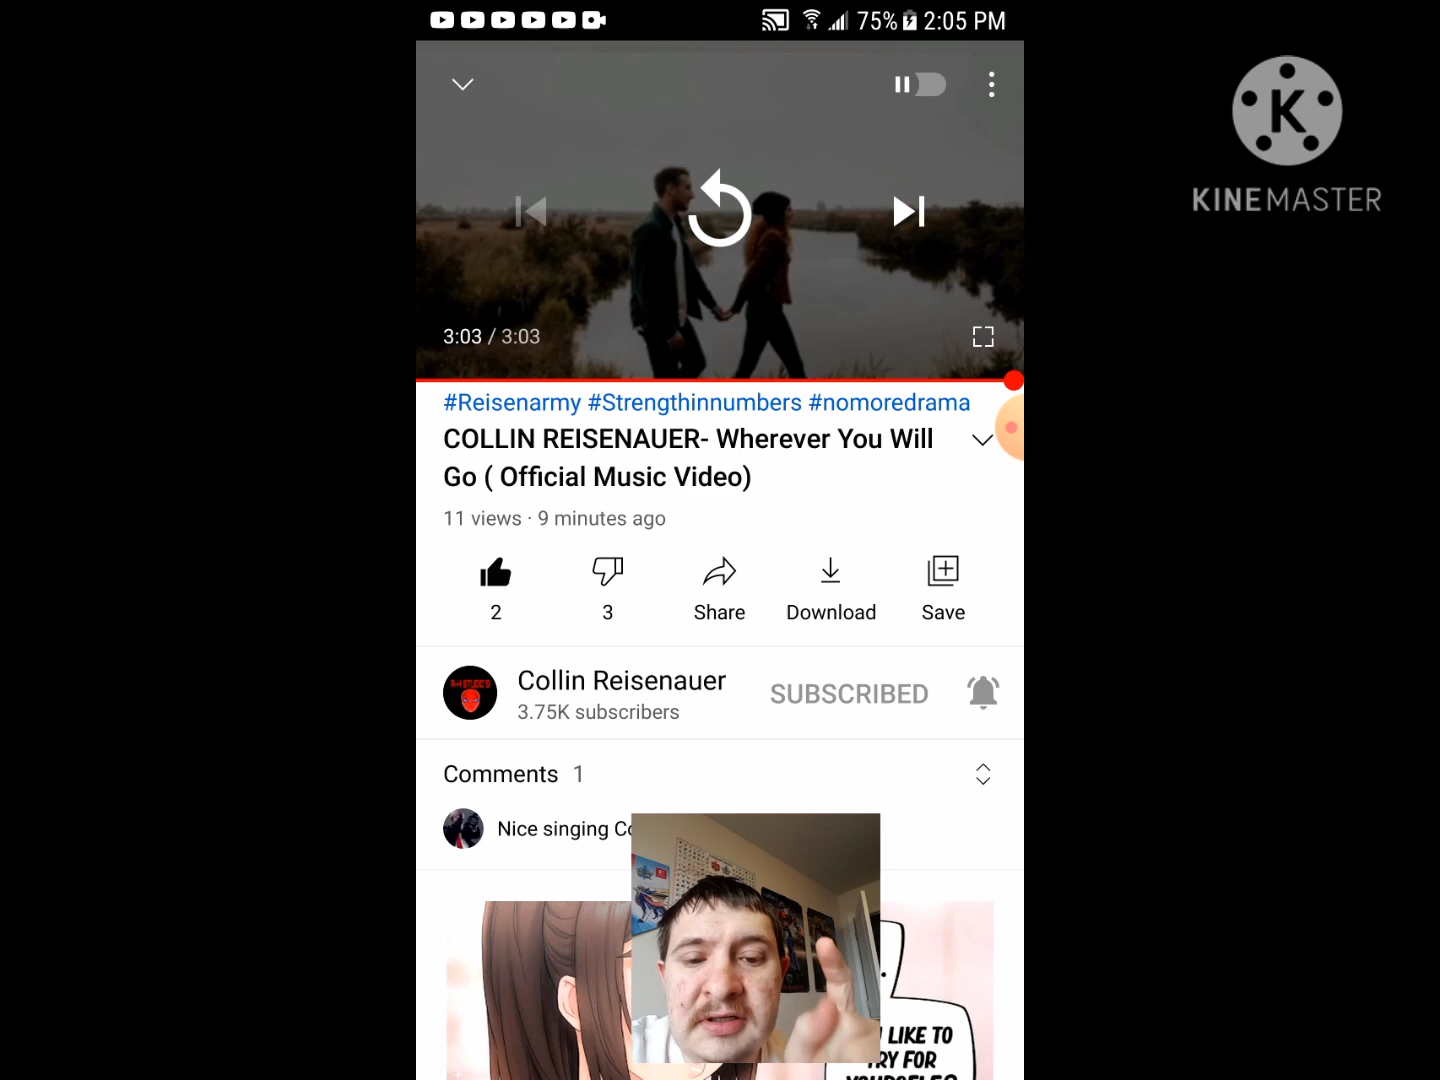 75% 2:05 PM
K
KINEMASTER
3:03 / 3:03
#Reisenarmy #Strengthinnumbers #nomoredrama
COLLIN REISENAUER- Wherever You Will
Go ( Official Music Video)
11 views · 9 minutes ago
2 3 Share Download Save
Collin Reisenauer
3.75K subscribers
SUBSCRIBED
Comments 1
Nice singing
LIKE TO
TRY FOR